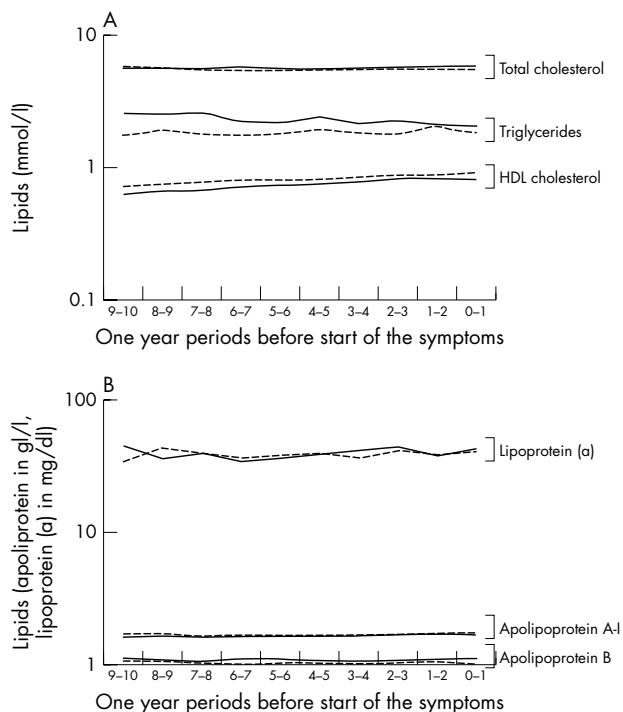 A
10
1
0.1
Lipids (mmol/l)
Total cholesterol
Triglycerides
HDL cholesterol
9–10 8–9 7–8 6–7 5–6 4–5 3–4 2–3 1–2 0–1
One year periods before start of the symptoms
B
100
10
1
Lipids (apoliprotein in gl/l,
lipoprotein (a) in mg/dl)
Lipoprotein (a)
Apolipoprotein A-I
Apolipoprotein B
9–10 8–9 7–8 6–7 5–6 4–5 3–4 2–3 1–2 0–1
One year periods before start of the symptoms